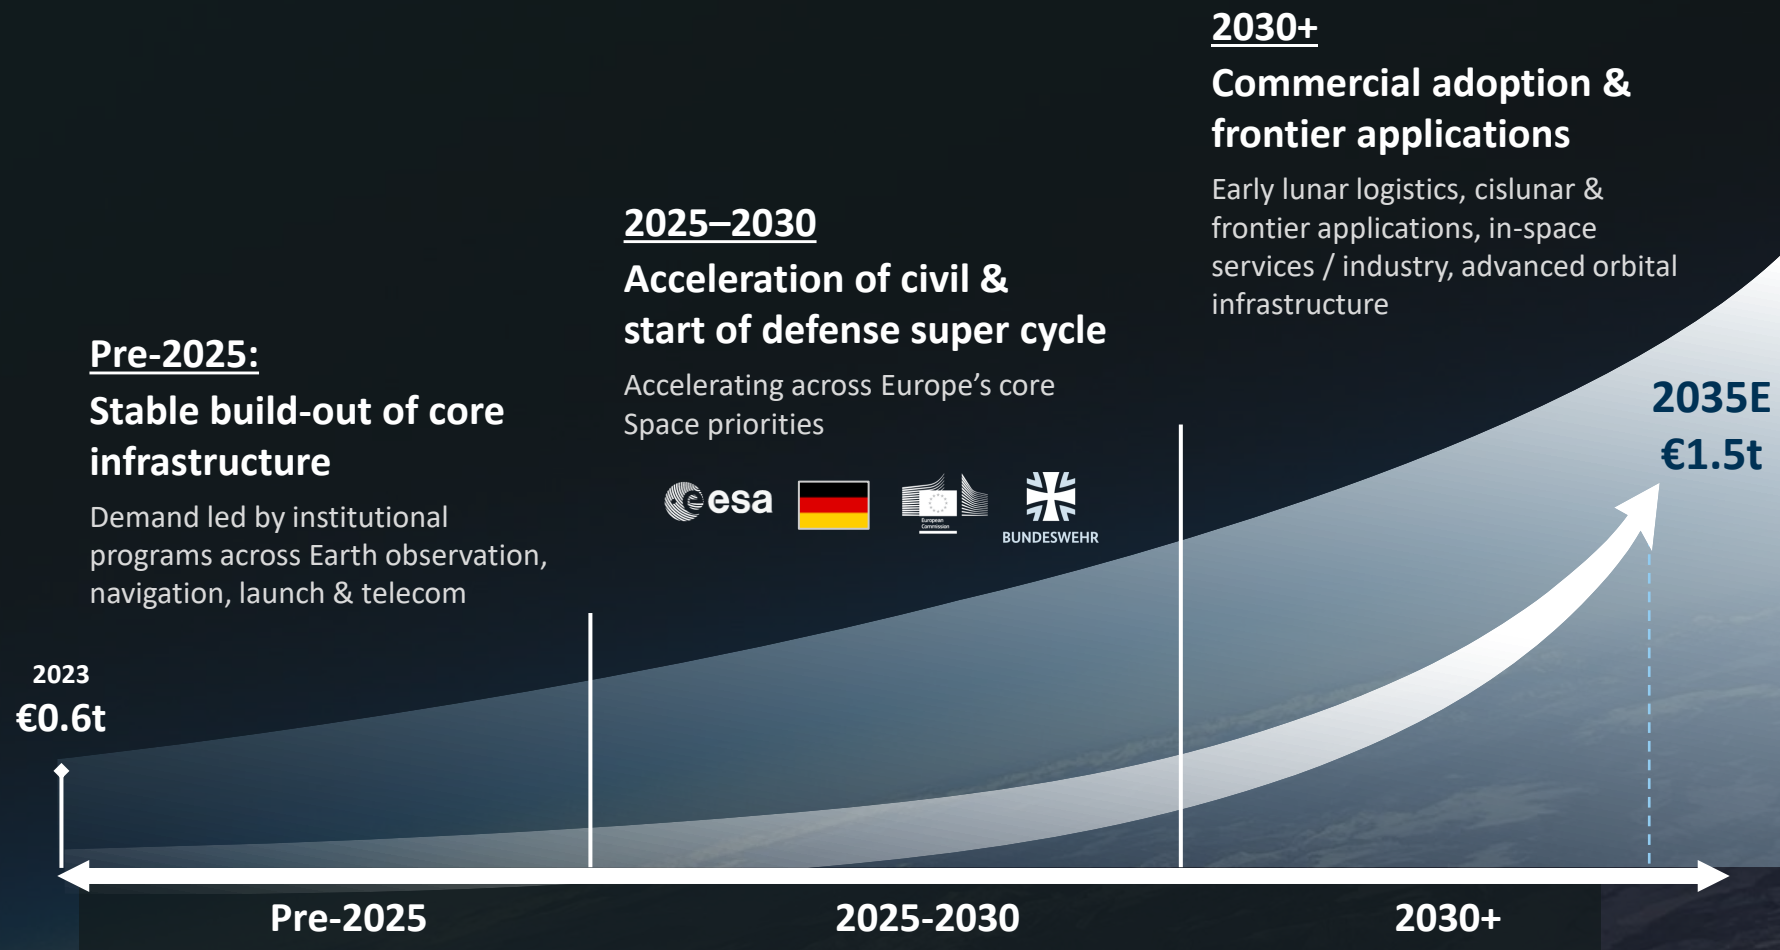 2030+
Commercial adoption &
frontier applications
Early lunar logistics, cislunar &
frontier applications, in-space
services / industry, advanced orbital
infrastructure
2025–2030
Acceleration of civil &
start of defense super cycle
Accelerating across Europe’s core
Space priorities
esa
European
Commission
BUNDESWEHR
Pre-2025:
Stable build-out of core
infrastructure
Demand led by institutional
programs across Earth observation,
navigation, launch & telecom
2023
€0.6t
2035E
€1.5t
Pre-2025
2025-2030
2030+